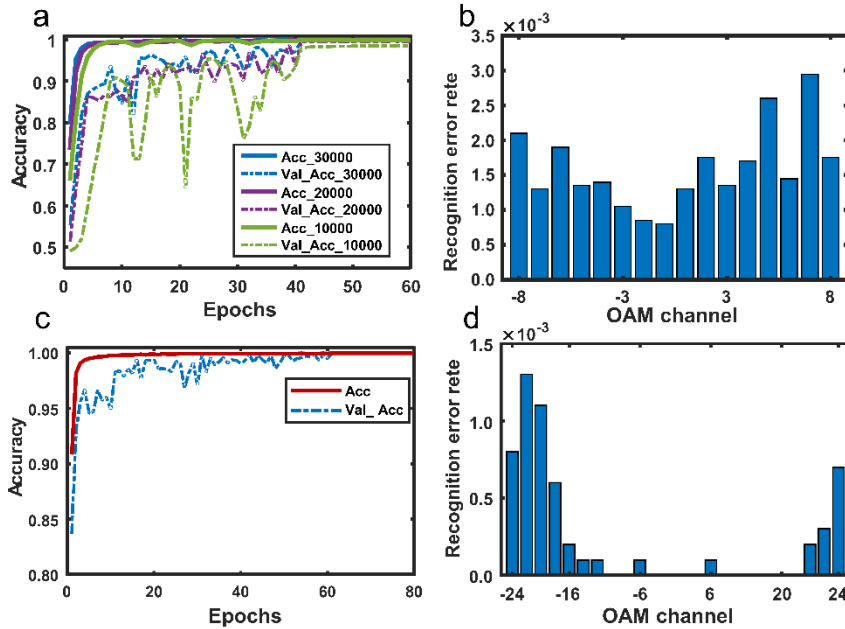 a
Accuracy
1
0.9
0.8
0.7
0.6
0.5
Acc_30000
Val_Acc_30000
Acc_20000
Val_Acc_20000
Acc_10000
Val_Acc_10000
0 10 20 30 40 50 60
Epochs
b
×10-3
Recognition error rete
3.5
3.0
2.5
2.0
1.5
1.0
0.5
0.0
-8 -3 3 8
OAM channel
c
Accuracy
1.00
0.95
0.90
0.85
0.80
Acc
Val_ Acc
0 20 40 60 80
Epochs
d
×10-3
Recognition error rete
1.5
1.0
0.5
0.0
-24 -16 -6 6 20 24
OAM channel